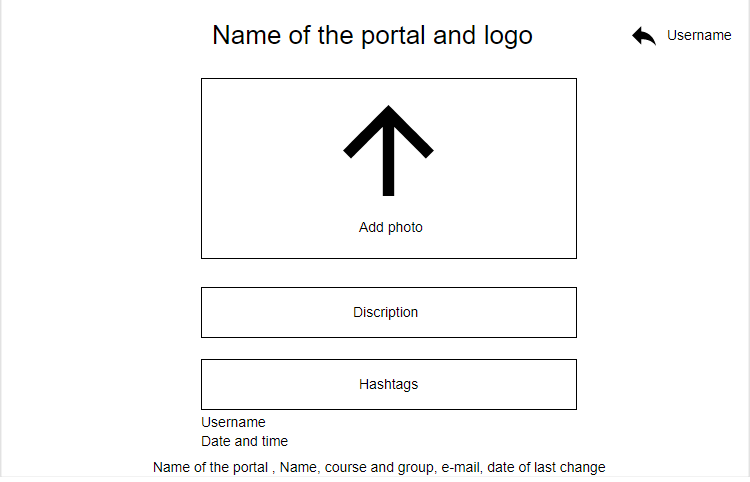 Name of the portal and logo
Username
Add photo
Discription
Hashtags
Username
Date and time
Name of the portal , Name, course and group, e-mail, date of last change